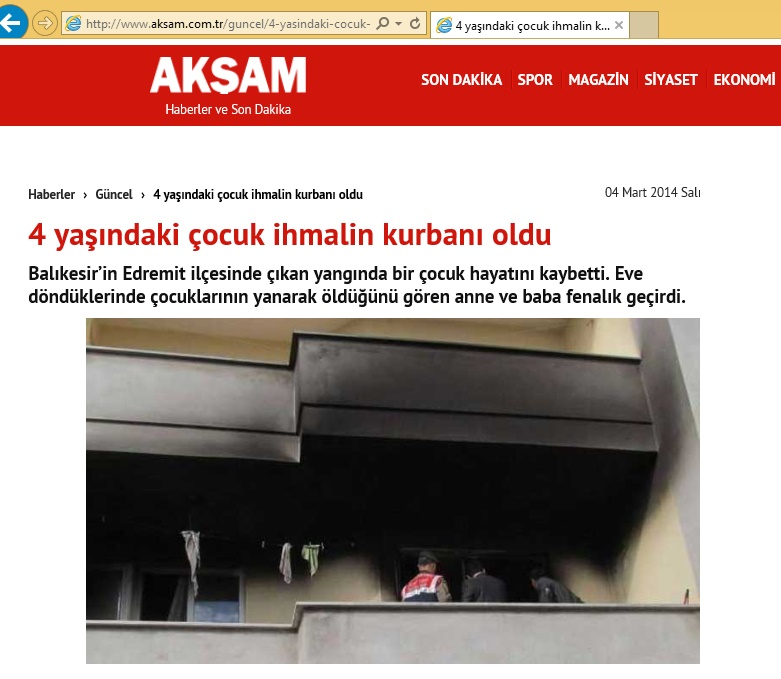 http://www.aksam.com.tr/guncel/4-yasindaki-cocuk-
4 yaşındaki çocuk ihmalin k...
AKŞAM
Haberler ve Son Dakika
SON DAKİKA
SPOR
MAGAZİN
SİYASET
EKONOMİ
Haberler › Güncel › 4 yaşındaki çocuk ihmalin kurbanı oldu
04 Mart 2014 Salı
4 yaşındaki çocuk ihmalin kurbanı oldu
Balıkesir’in Edremit ilçesinde çıkan yangında bir çocuk hayatını kaybetti. Eve
döndüklerinde çocuklarının yanarak öldüğünü gören anne ve baba fenalık geçirdi.